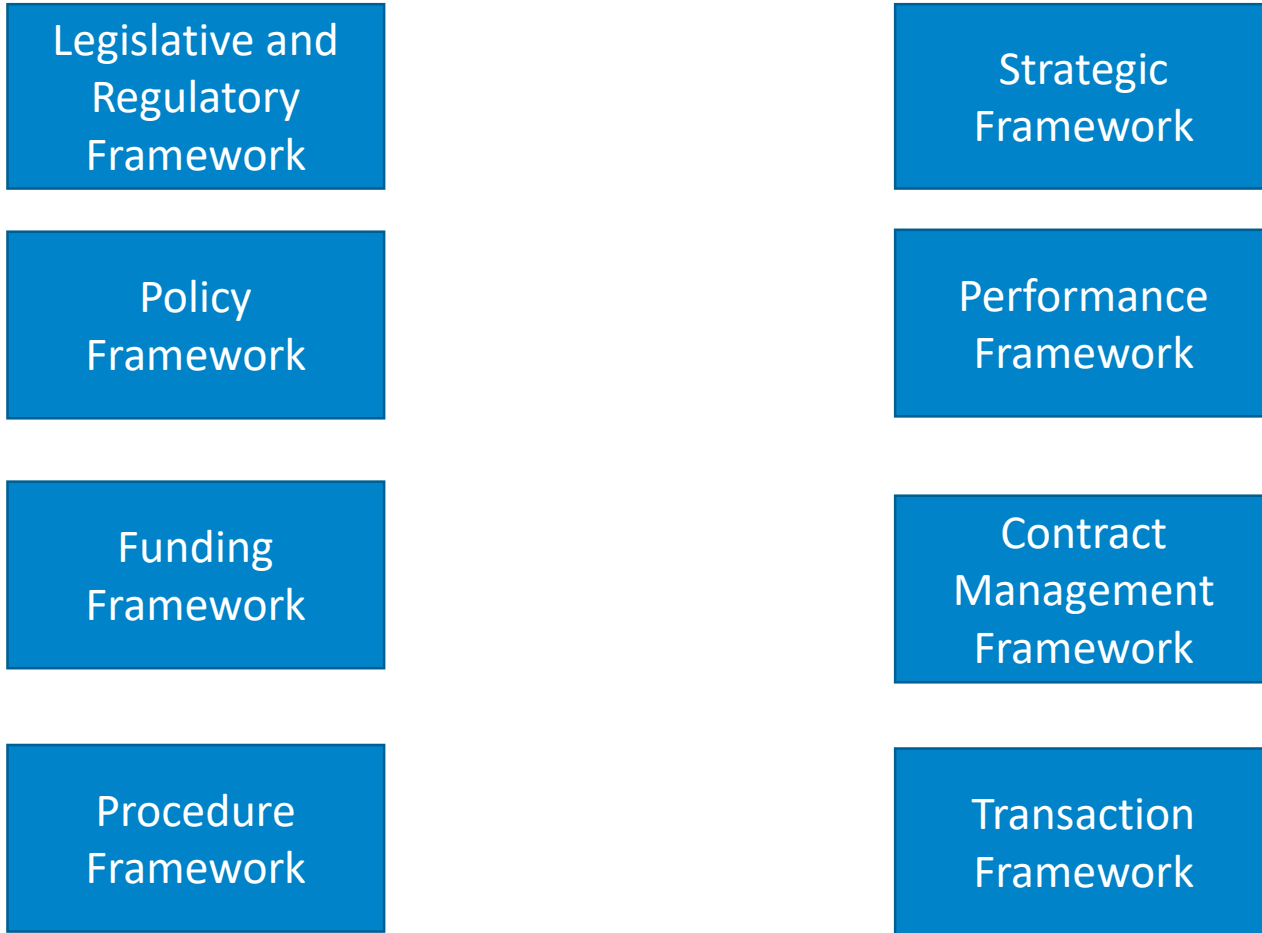 Legislative and
Regulatory
Framework
Strategic
Framework
Policy
Framework
Performance
Framework
Funding
Framework
Contract
Management
Framework
Procedure
Framework
Transaction
Framework